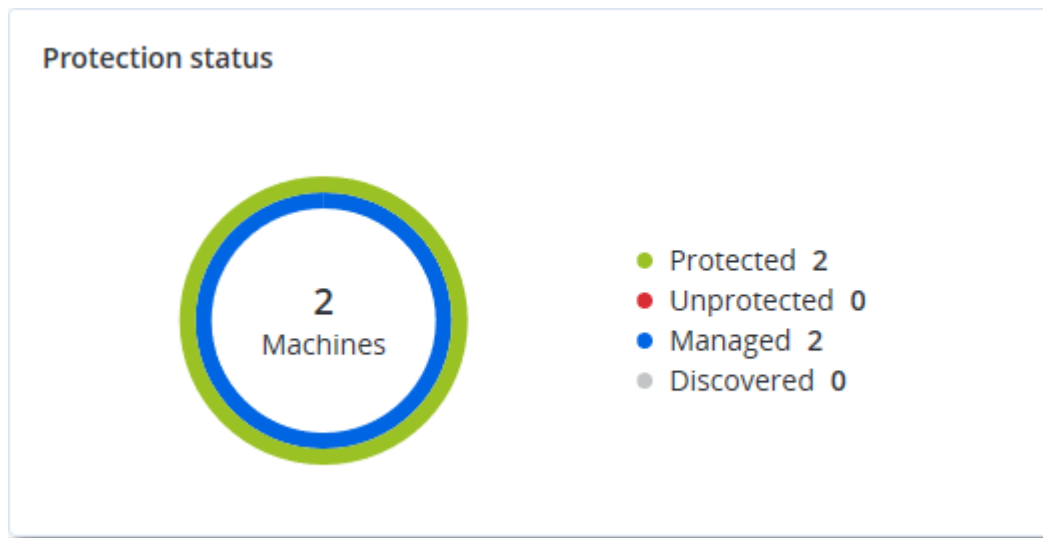 Protection status
2
Machines
Protected 2
Unprotected 0
Managed 2
Discovered 0